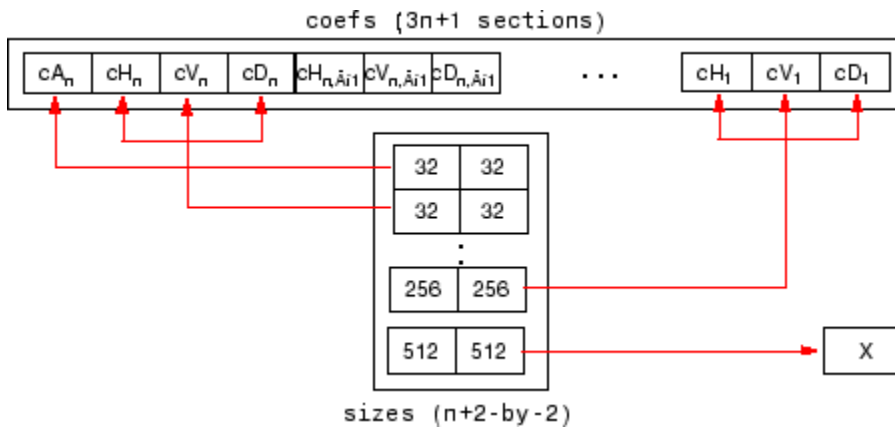 coefs (3n+1 sections)
cAₙ cHₙ cVₙ cDₙ cHₙ,Âi1 cVₙ,Âi1 cDₙ,Âi1 ... cH₁ cV₁ cD₁
32 32
32 32
:
256 256
512 512 X
sizes (n+2-by-2)